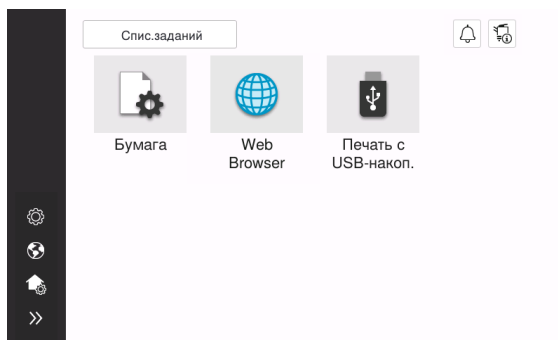 Спис.заданий
Бумага
Web
Browser
Печать с
USB-накоп.